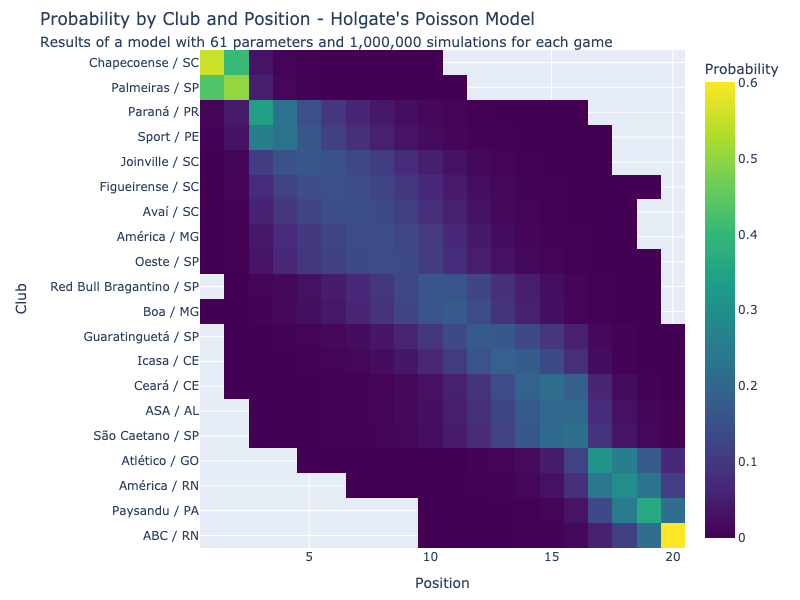 Probability by Club and Position - Holgate's Poisson Model
Results of a model with 61 parameters and 1,000,000 simulations for each game
Chapecoense / SC
Palmeiras / SP
Paraná / PR
Sport / PE
Joinville / SC
Figueirense / SC
Avaí / SC
América / MG
Oeste / SP
Red Bull Bragantino / SP
Boa / MG
Guaratinguetá / SP
Icasa / CE
Ceará / CE
ASA / AL
São Caetano / SP
Atlético / GO
América / RN
Paysandu / PA
ABC / RN
Club
5
10
15
20
Position
Probability
0.6
0.5
0.4
0.3
0.2
0.1
0